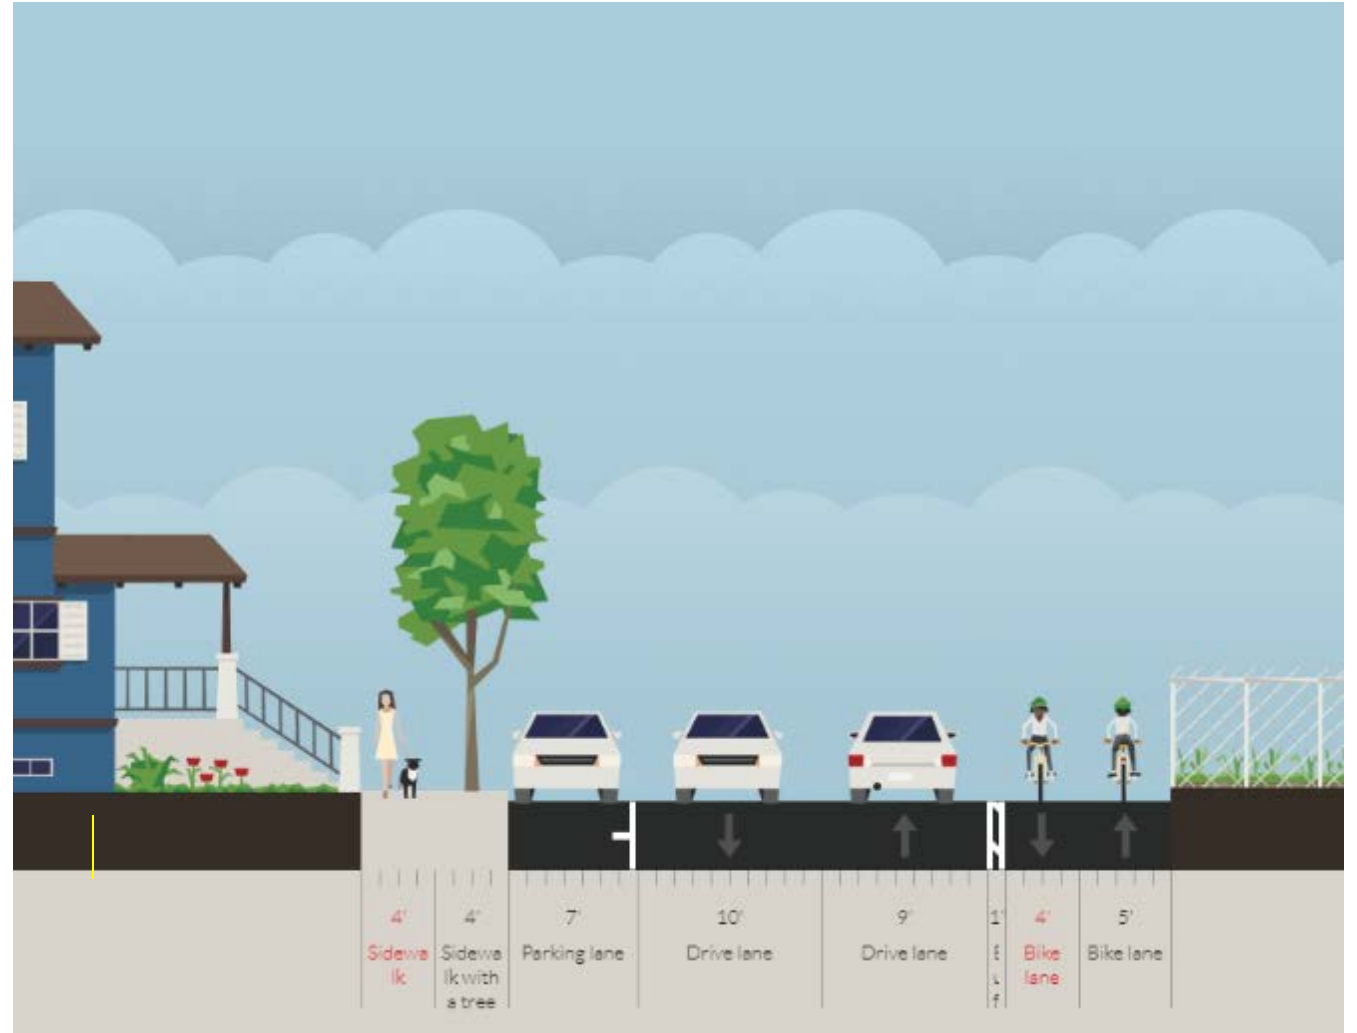 4'
4'
7'
10'
9'
1'
4'
5'
Sidewa
lk
Sidewa
lk with
a tree
Parking lane
Drive lane
Drive lane
Bike
lane
Bike lane